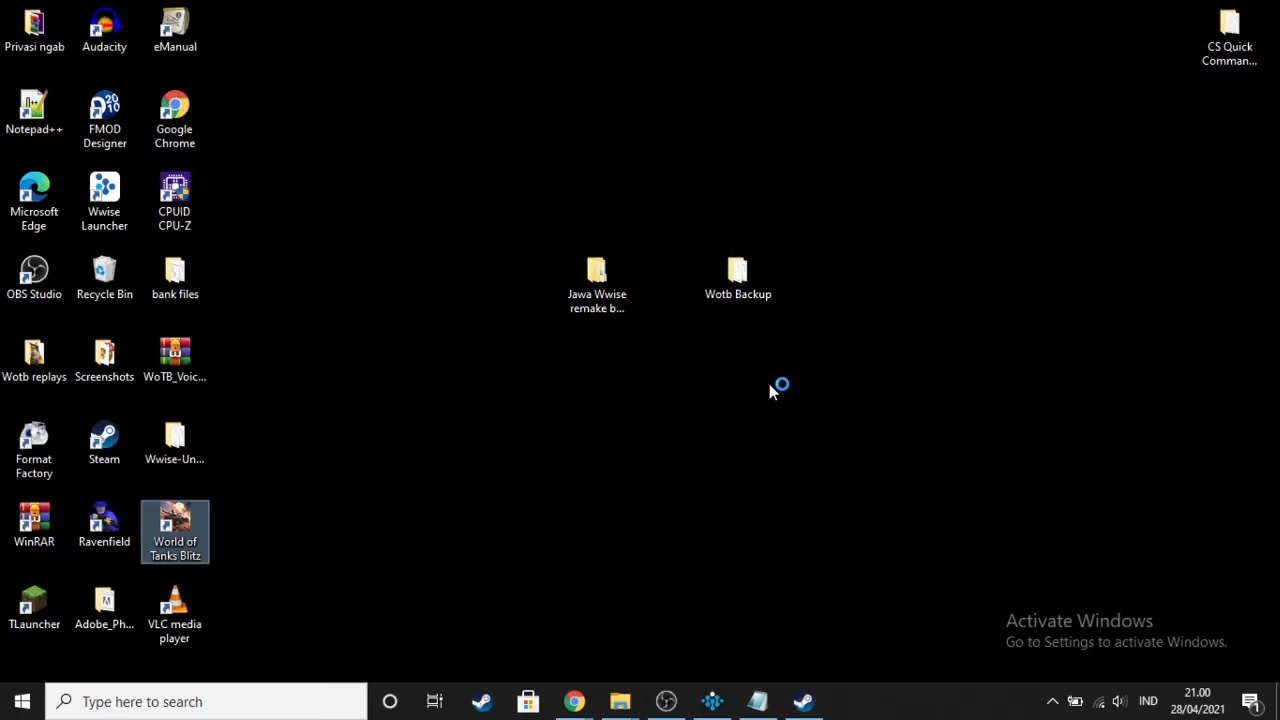 Privasi ngab
Audacity
eManual
CS Quick
Comman...
Notepad++
FMOD
Designer
Google
Chrome
Microsoft
Edge
Wwise
Launcher
CPUID
CPU-Z
OBS Studio
Recycle Bin
bank files
Jawa Wwise
remake b...
Wotb Backup
Wotb replays
Screenshots
WoTB_Voic...
Format
Factory
Steam
Wwise-Un...
WinRAR
Ravenfield
World of
Tanks Blitz
TLauncher
Adobe_Ph...
VLC media
player
Activate Windows
Go to Settings to activate Windows.
Type here to search
IND
21.00
28/04/2021
1